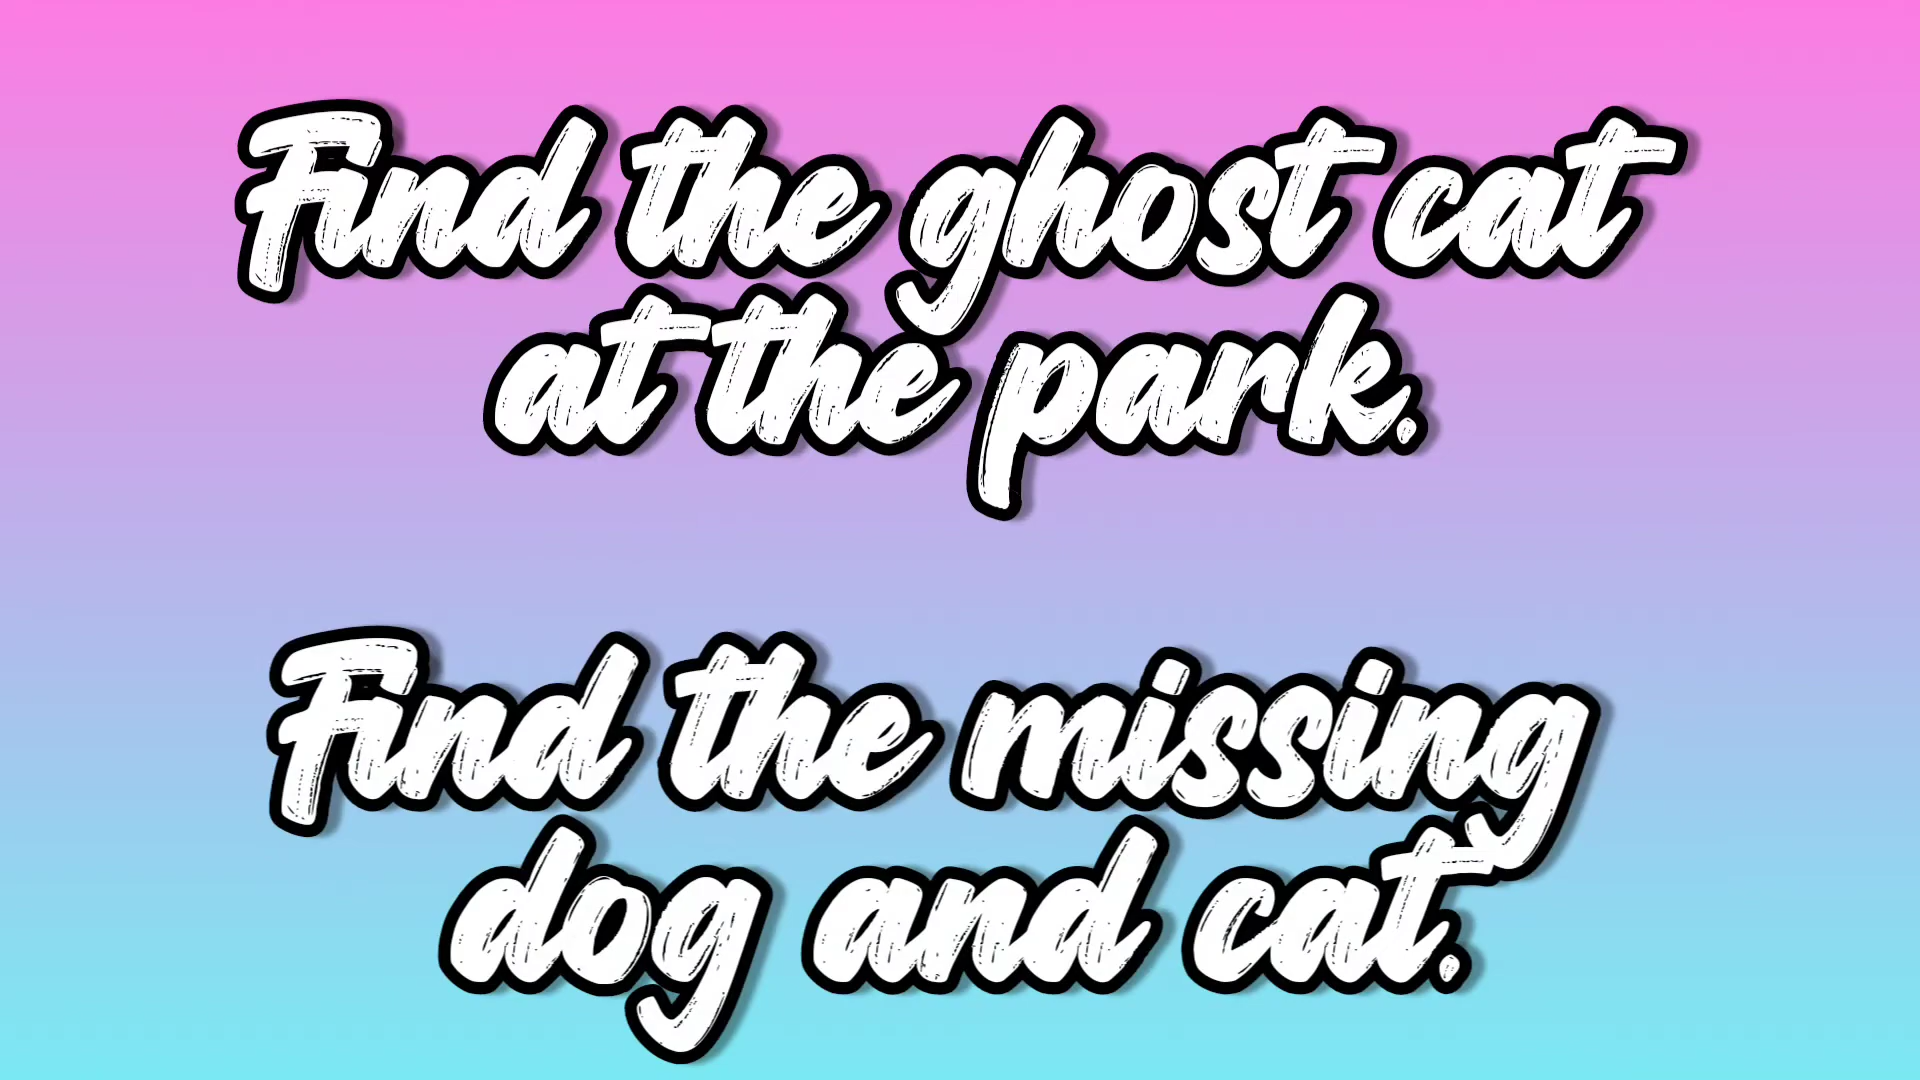 Find the ghost cat
at the park.
Find the missing
dog and cat.